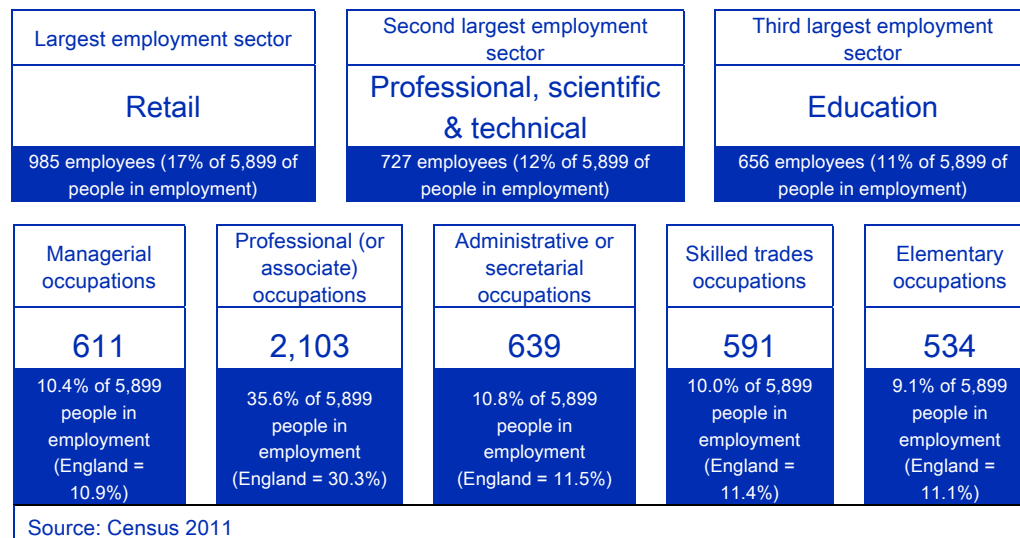 Largest employment sector
Retail
985 employees (17% of 5,899 of
people in employment)
Second largest employment
sector
Professional, scientific
& technical
727 employees (12% of 5,899 of
people in employment)
Third largest employment
sector
Education
656 employees (11% of 5,899 of
people in employment)
Managerial
occupations
611
10.4% of 5,899
people in
employment
(England =
10.9%)
Professional (or
associate)
occupations
2,103
35.6% of 5,899
people in
employment
(England = 30.3%)
Administrative or
secretarial
occupations
639
10.8% of 5,899
people in
employment
(England = 11.5%)
Skilled trades
occupations
591
10.0% of 5,899
people in
employment
(England =
11.4%)
Elementary
occupations
534
9.1% of 5,899
people in
employment
(England =
11.1%)
Source: Census 2011